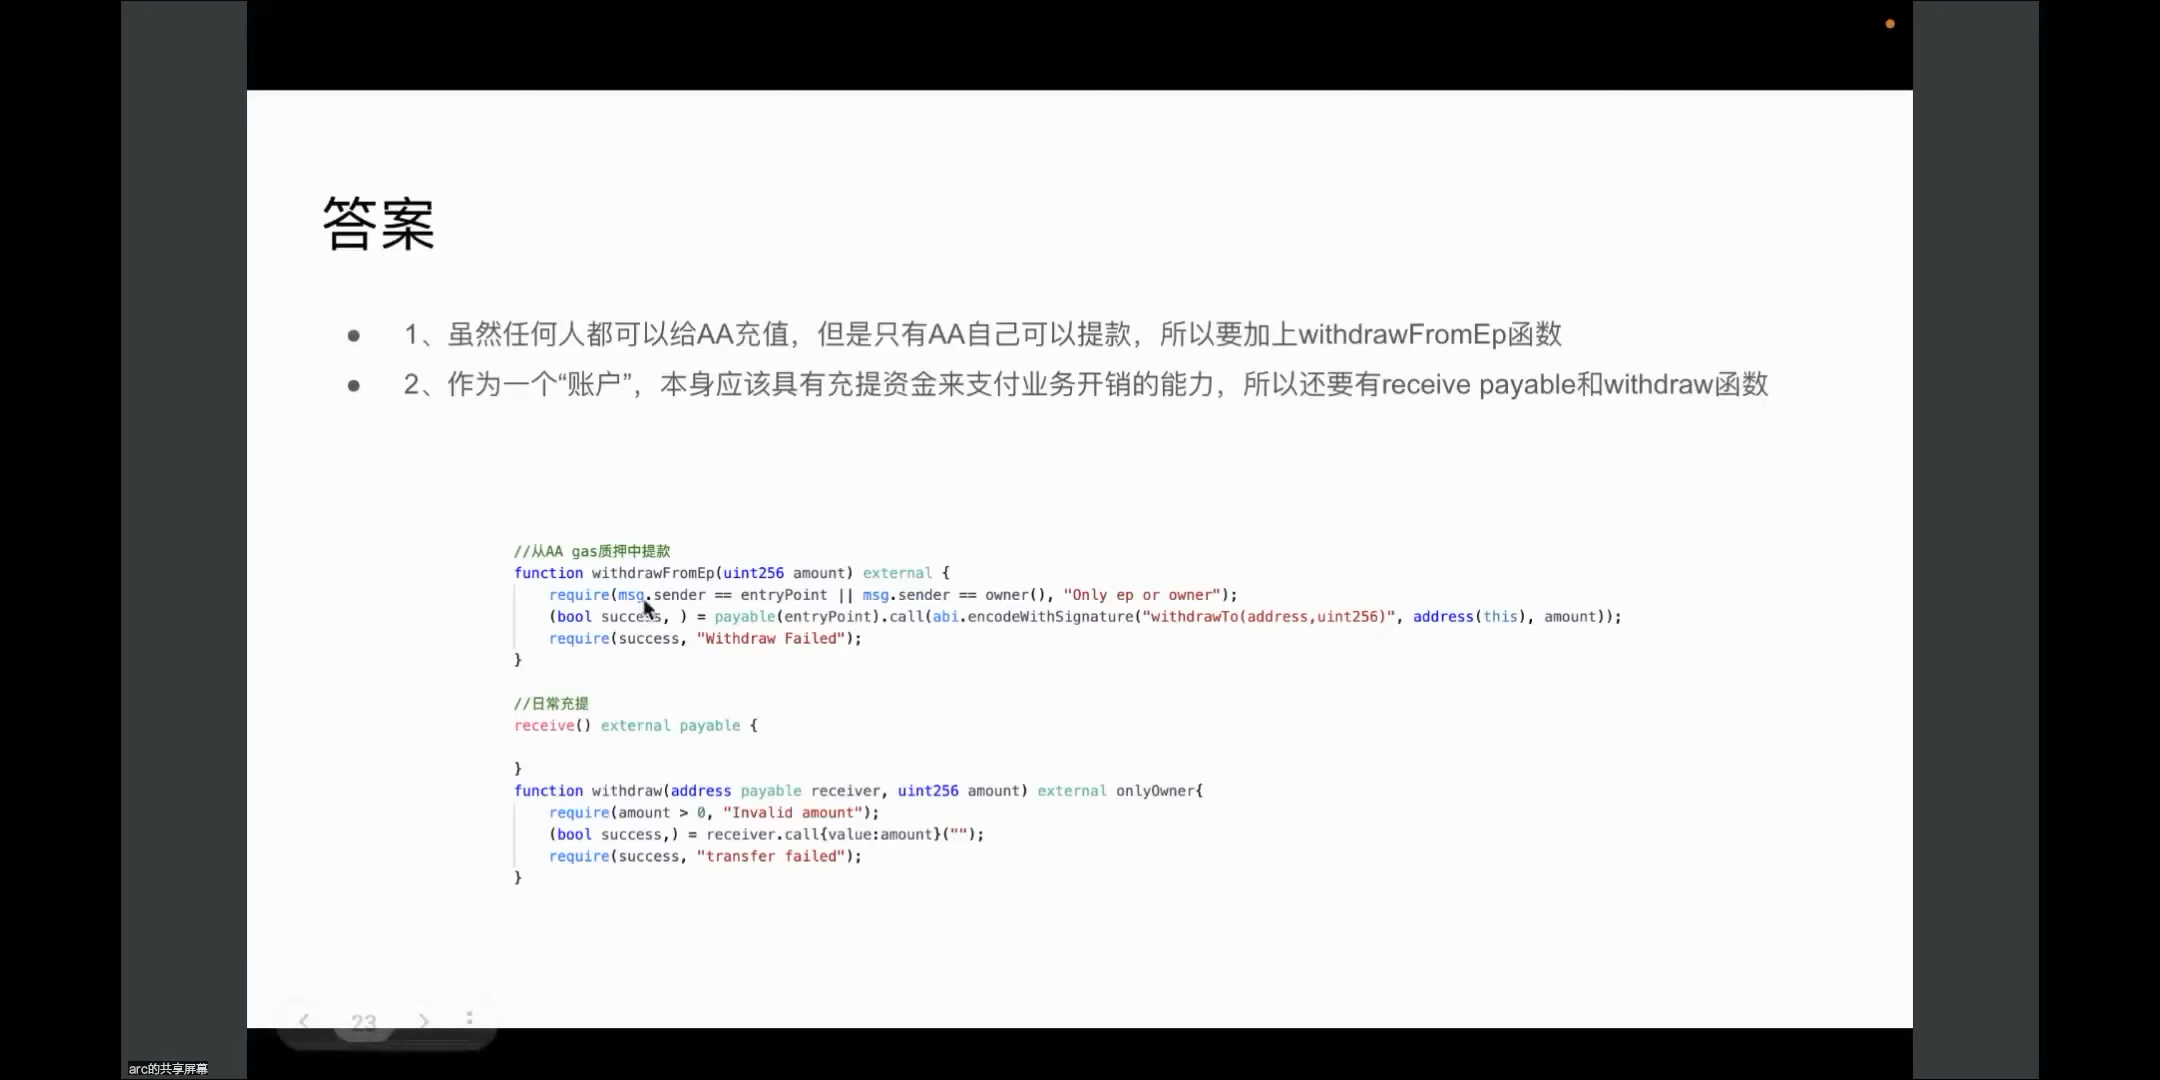 答案
● 1、虽然任何人都可以给AA充值，但是只有AA自己可以提款，所以要加上withdrawFromEp函数
● 2、作为一个“账户”，本身应该具有充提资金来支付业务开销的能力，所以还要有receive payable和withdraw函数
//从AA gas质押中提款
function withdrawFromEp(uint256 amount) external {
    require(msg.sender == entryPoint || msg.sender == owner(), "Only ep or owner");
    (bool success, ) = payable(entryPoint).call(abi.encodeWithSignature("withdrawTo(address,uint256)", address(this), amount));
    require(success, "Withdraw Failed");
}
//日常充提
receive() external payable {
}
function withdraw(address payable receiver, uint256 amount) external onlyOwner{
    require(amount > 0, "Invalid amount");
    (bool success,) = receiver.call{value:amount}("");
    require(success, "transfer failed");
}
23
arc的共享屏幕